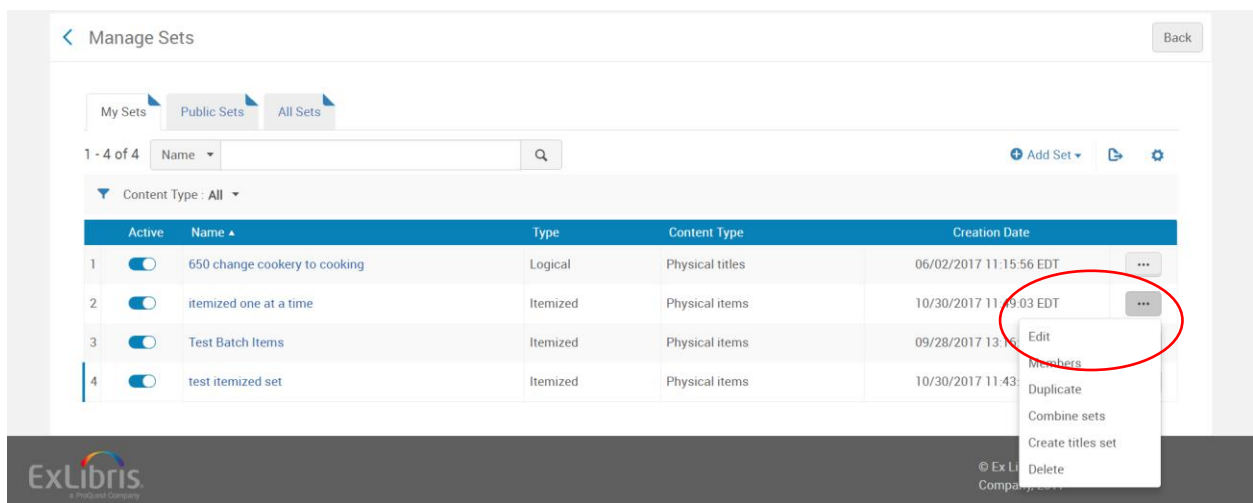 Manage Sets
Back
My Sets
Public Sets
All Sets
1 - 4 of 4 Name
Add Set
Content Type : All
Active Name Type Content Type Creation Date
1 650 change cookery to cooking Logical Physical titles 06/02/2017 11:15:56 EDT
2 itemized one at a time Itemized Physical items 10/30/2017 11:49:03 EDT
3 Test Batch Items Itemized Physical items 09/28/2017
4 test itemized set Itemized Physical items 10/30/2017 11:43
Edit
Members
Duplicate
Combine sets
Create titles set
Delete
ExLibris
a ProQuest Company
© Ex